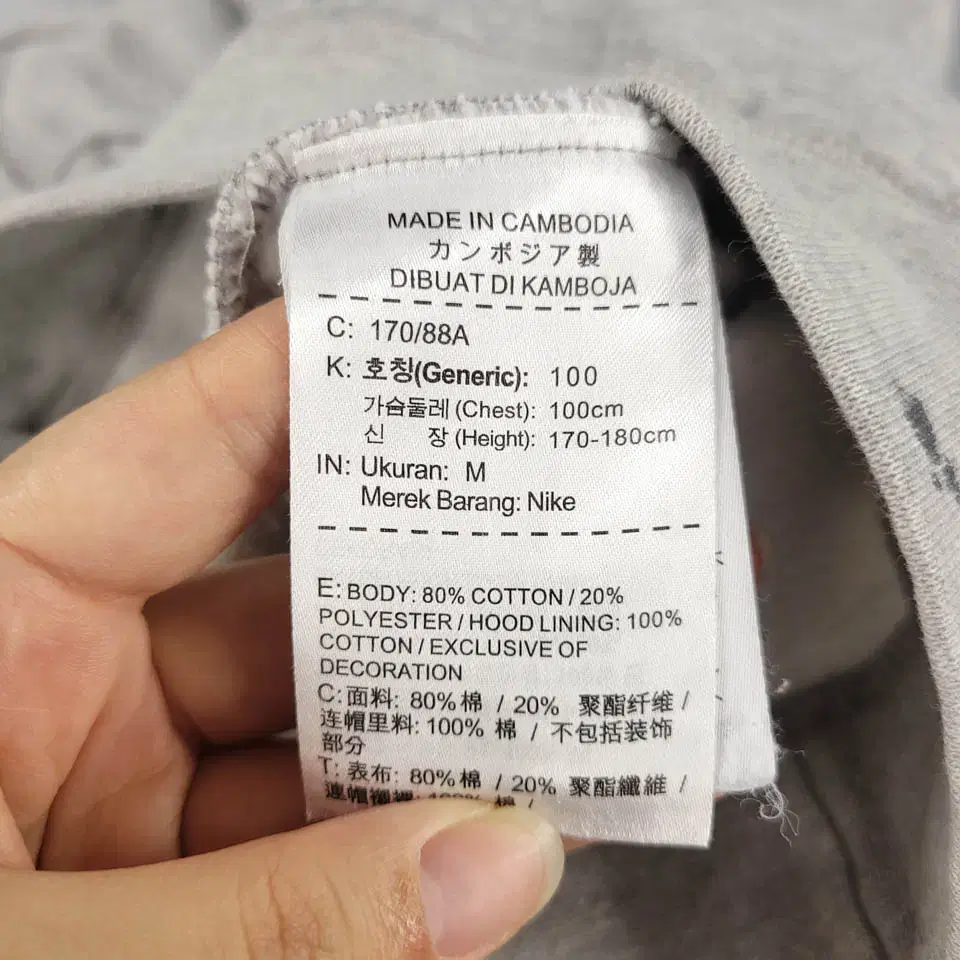 MADE IN CAMBODIA
カンボジア製
DIBUAT DI KAMBOJA
C: 170/88A
K: 호칭(Generic): 100
가슴둘레 (Chest): 100cm
신 장 (Height): 170-180cm
IN: Ukuran: M
Merek Barang: Nike
E: BODY: 80% COTTON / 20%
POLYESTER / HOOD LINING: 100%
COTTON / EXCLUSIVE OF
DECORATION
C: 面料: 80% 棉 / 20% 聚酯纤维 /
连帽里料: 100% 棉 / 不包括装饰
部分
T: 表布: 80% 棉 / 20% 聚酯纖維 /
連帽 棉 /